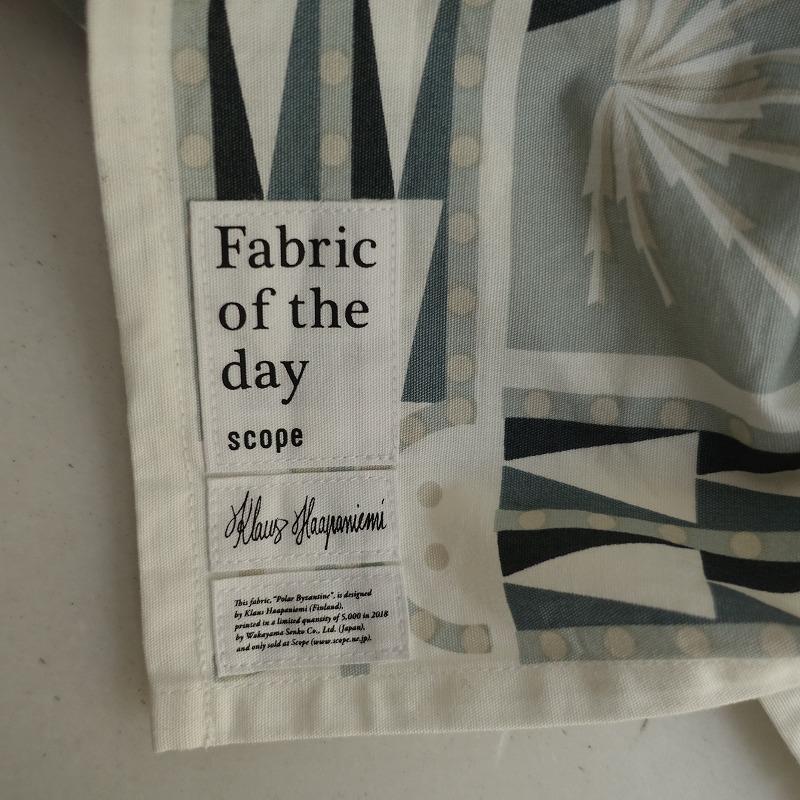 Fabric
of the
day
scope
Klaus Haapaniemi
This fabric, "Polar Byzantine", is designed
by Klaus Haapaniemi (Finland),
printed in a limited quantity of 5,000 in 2018
by Wakayama Senko Co., Ltd. (Japan),
and only sold at Scope (www.scope.ne.jp).